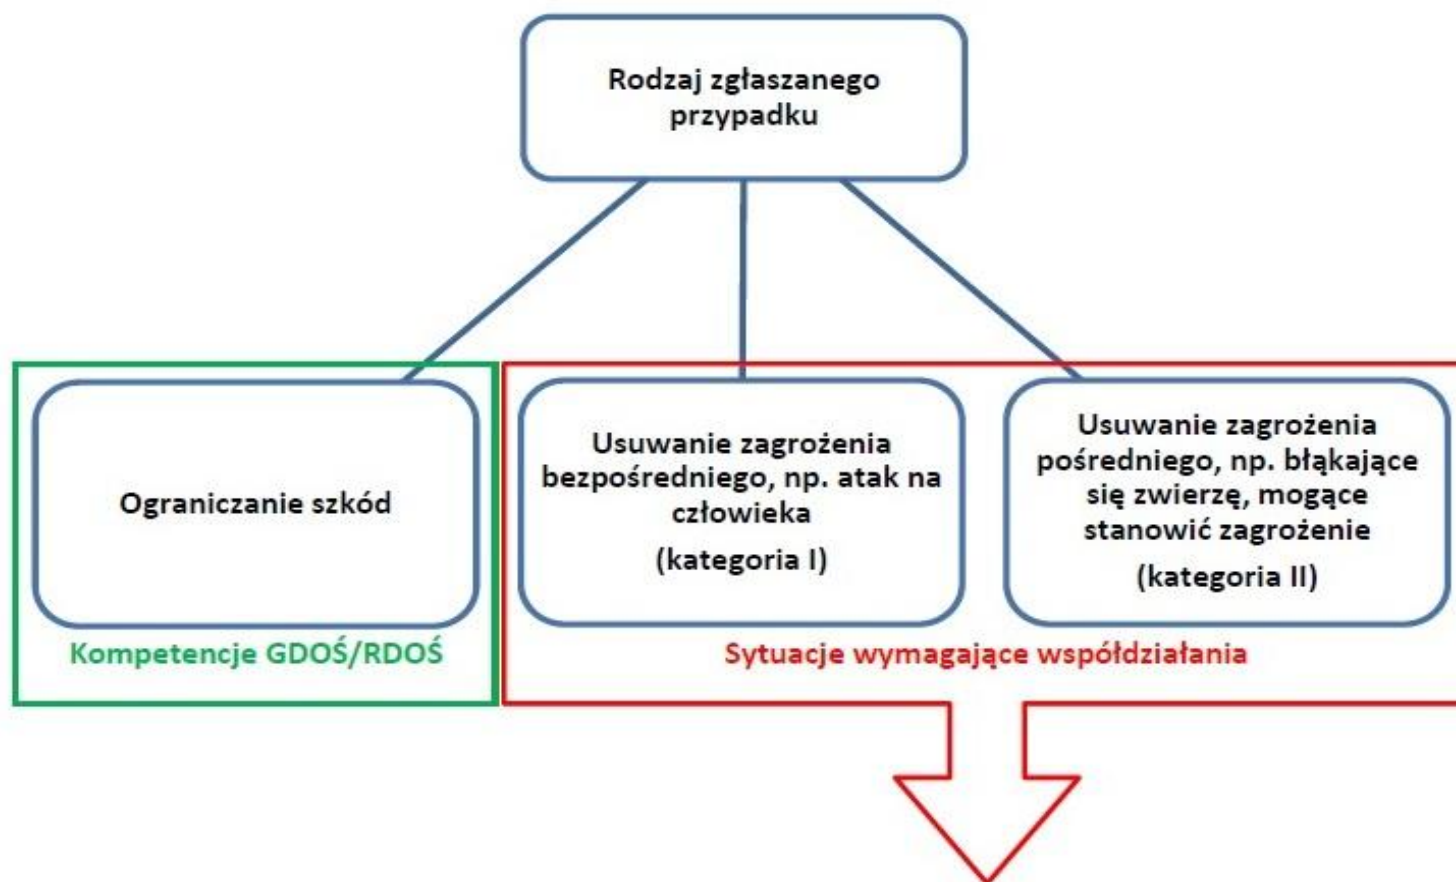 Rodzaj zgłaszanego
przypadku
Ograniczanie szkód
Usuwanie zagrożenia
bezpośredniego, np. atak na
człowieka
(kategoria I)
Usuwanie zagrożenia
pośredniego, np. błąkające
się zwierzę, mogące
stanowić zagrożenie
(kategoria II)
Kompetencje GDOŚ/RDOŚ
Sytuacje wymagające współdziałania